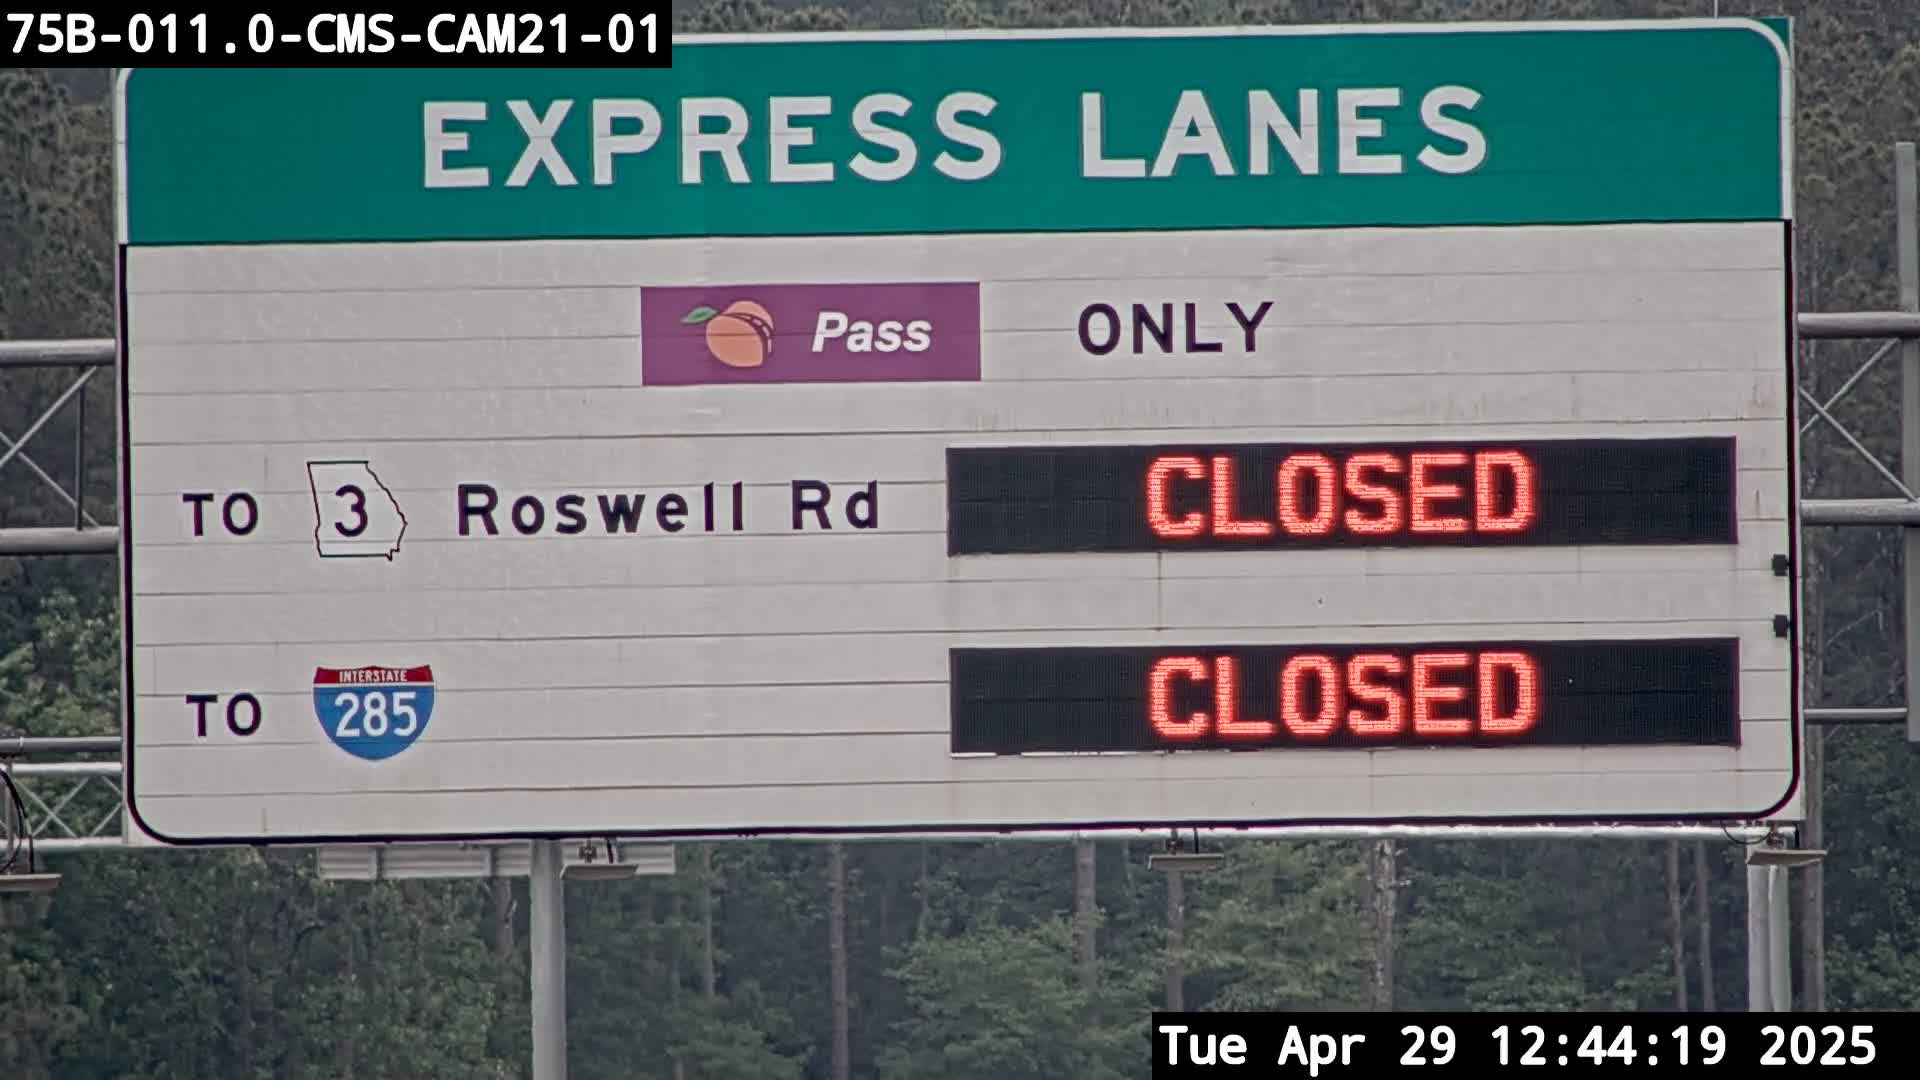 75B-011.0-CMS-CAM21-01
EXPRESS LANES
Pass ONLY
TO 3 Roswell Rd CLOSED
TO INTERSTATE 285 CLOSED
Tue Apr 29 12:44:19 2025